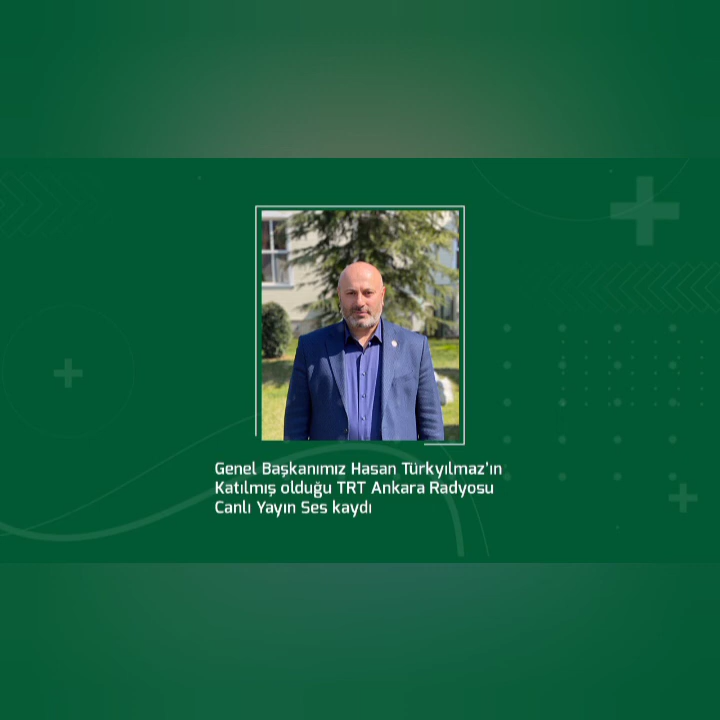 Genel Başkanımız Hasan Türkyılmaz'ın
Katılmış olduğu TRT Ankara Radyosu
Canlı Yayın Ses kaydı